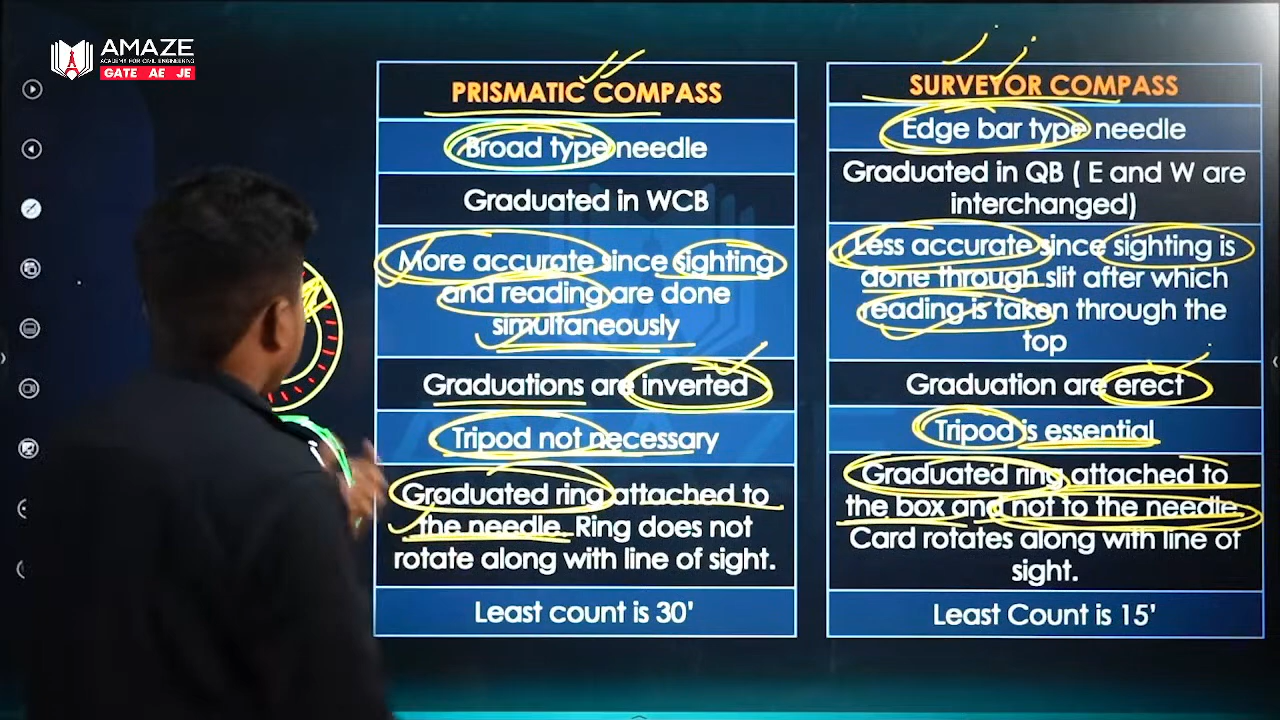 AMAZE
ACADEMY FOR CIVIL ENGINEERING
GATE AE JE
PRISMATIC COMPASS
Broad type needle
Graduated in WCB
More accurate since sighting
and reading are done
simultaneously
Graduations are inverted
Tripod not necessary
Graduated ring attached to
the needle. Ring does not
rotate along with line of sight.
Least count is 30'
SURVEYOR COMPASS
Edge bar type needle
Graduated in QB ( E and W are
interchanged)
Less accurate since sighting is
done through slit after which
reading is taken through the
top
Graduation are erect
Tripod is essential
Graduated ring attached to
the box and not to the needle.
Card rotates along with line of
sight.
Least Count is 15'